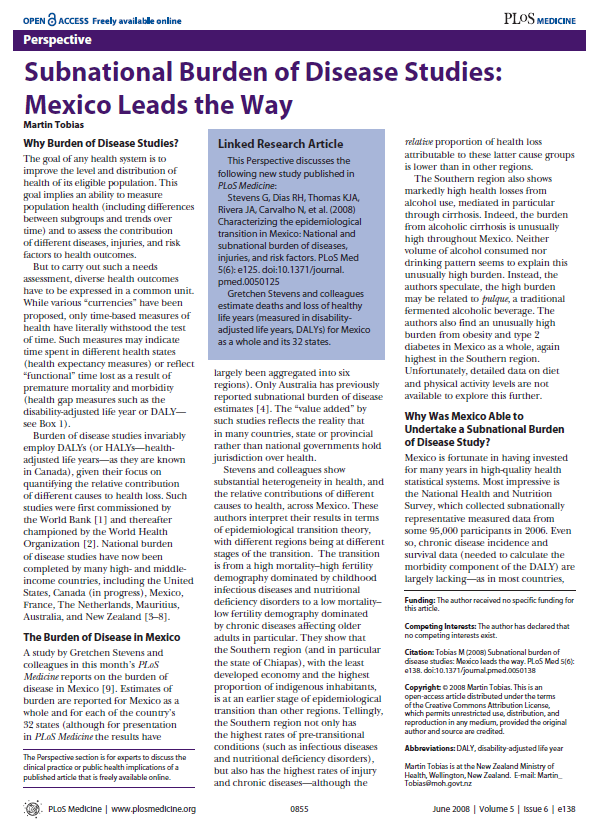 OPEN ACCESS Freely available online
PLoS MEDICINE
Perspective
Subnational Burden of Disease Studies:
Mexico Leads the Way
Martin Tobias
Why Burden of Disease Studies?
The goal of any health system is to
improve the level and distribution of
health of its eligible population. This
goal implies an ability to measure
population health (including differences
between subgroups and trends over
time) and to assess the contribution
of different diseases, injuries, and risk
factors to health outcomes.
But to carry out such a needs
assessment, diverse health outcomes
have to be expressed in a common unit.
While various “currencies” have been
proposed, only time-based measures of
health have literally withstood the test
of time. Such measures may indicate
time spent in different health states
(health expectancy measures) or reflect
“functional” time lost as a result of
premature mortality and morbidity
(health gap measures such as the
disability-adjusted life year or DALY—
see Box 1).
Burden of disease studies invariably
employ DALYs (or HALYs—health-
adjusted life years—as they are known
in Canada), given their focus on
quantifying the relative contribution
of different causes to health loss. Such
studies were first commissioned by
the World Bank [1] and thereafter
championed by the World Health
Organization [2]. National burden
of disease studies have now been
completed by many high- and middle-
income countries, including the United
States, Canada (in progress), Mexico,
France, The Netherlands, Mauritius,
Australia, and New Zealand [3–8].
The Burden of Disease in Mexico
A study by Gretchen Stevens and
colleagues in this month's PLoS
Medicine reports on the burden of
disease in Mexico [9]. Estimates of
burden are reported for Mexico as a
whole and for each of the country's
32 states (although for presentation
in PLoS Medicine the results have
The Perspective section is for experts to discuss the
clinical practice or public health implications of a
published article that is freely available online.
Linked Research Article
This Perspective discusses the
following new study published in
PLoS Medicine:
Stevens G, Dias RH, Thomas KJA,
Rivera JA, Carvalho N, et al. (2008)
Characterizing the epidemiological
transition in Mexico: National and
subnational burden of diseases,
injuries, and risk factors. PLoS Med
5(6): e125. doi:10.1371/journal.
pmed.0050125
Gretchen Stevens and colleagues
estimate deaths and loss of healthy
life years (measured in disability-
adjusted life years, DALYs) for Mexico
as a whole and its 32 states.
largely been aggregated into six
regions). Only Australia has previously
reported subnational burden of disease
estimates [4]. The “value added” by
such studies reflects the reality that
in many countries, state or provincial
rather than national governments hold
jurisdiction over health.
Stevens and colleagues show
substantial heterogeneity in health, and
the relative contributions of different
causes to health, across Mexico. These
authors interpret their results in terms
of epidemiological transition theory,
with different regions being at different
stages of the transition. The transition
is from a high mortality–high fertility
demography dominated by childhood
infectious diseases and nutritional
deficiency disorders to a low mortality–
low fertility demography dominated
by chronic diseases affecting older
adults in particular. They show that
the Southern region (and in particular
the state of Chiapas), with the least
developed economy and the highest
proportion of indigenous inhabitants,
is at an earlier stage of epidemiological
transition than other regions. Tellingly,
the Southern region not only has
the highest rates of pre-transitional
conditions (such as infectious diseases
and nutritional deficiency disorders),
but also has the highest rates of injury
and chronic diseases—although the
relative proportion of health loss
attributable to these latter cause groups
is lower than in other regions.
The Southern region also shows
markedly high health losses from
alcohol use, mediated in particular
through cirrhosis. Indeed, the burden
from alcoholic cirrhosis is unusually
high throughout Mexico. Neither
volume of alcohol consumed nor
drinking pattern seems to explain this
unusually high burden. Instead, the
authors speculate, the high burden
may be related to pulque, a traditional
fermented alcoholic beverage. The
authors also find an unusually high
burden from obesity and type 2
diabetes in Mexico as a whole, again
highest in the Southern region.
Unfortunately, detailed data on diet
and physical activity levels are not
available to explore this further.
Why Was Mexico Able to
Undertake a Subnational Burden
of Disease Study?
Mexico is fortunate in having invested
for many years in high-quality health
statistical systems. Most impressive is
the National Health and Nutrition
Survey, which collected subnationally
representative measured data from
some 95,000 participants in 2006. Even
so, chronic disease incidence and
survival data (needed to calculate the
morbidity component of the DALY) are
largely lacking—as in most countries,
Funding: The author received no specific funding for
this article.
Competing Interests: The author has declared that
no competing interests exist.
Citation: Tobias M (2008) Subnational burden of
disease studies: Mexico leads the way. PLoS Med 5(6):
e138. doi:10.1371/journal.pmed.0050138
Copyright: © 2008 Martin Tobias. This is an
open-access article distributed under the terms
of the Creative Commons Attribution License,
which permits unrestricted use, distribution, and
reproduction in any medium, provided the original
author and source are credited.
Abbreviations: DALY, disability-adjusted life year
Martin Tobias is at the New Zealand Ministry of
Health, Wellington, New Zealand. E-mail: Martin_
Tobias@moh.govt.nz
PLoS Medicine | www.plosmedicine.org
0855
June 2008 | Volume 5 | Issue 6 | e138